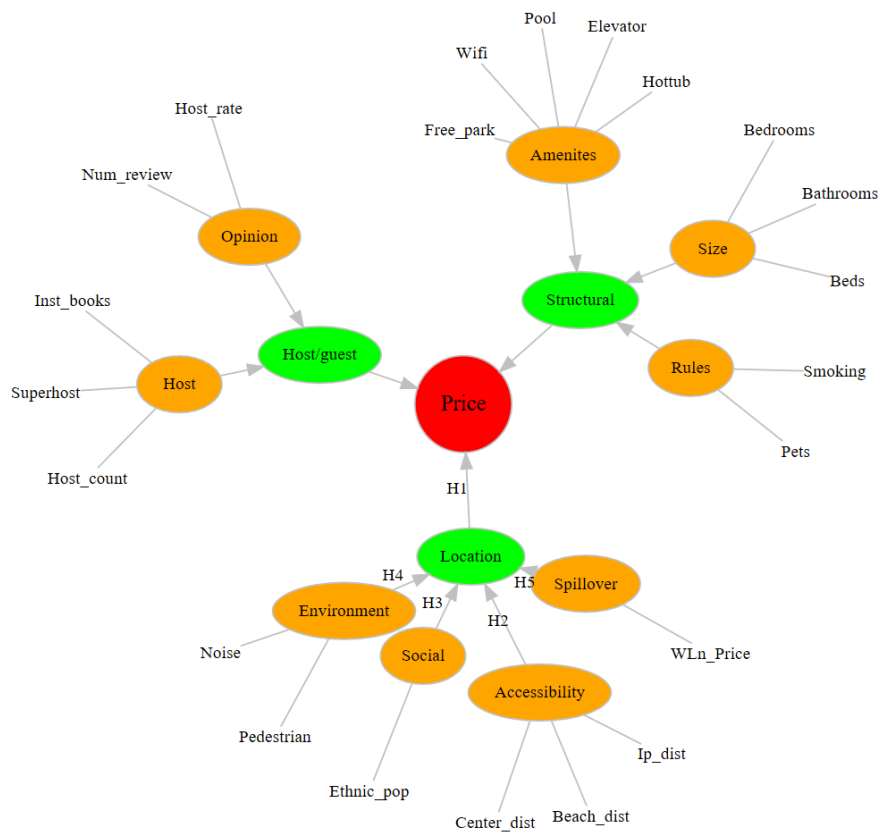 Pool
Elevator
Wifi
Hottub
Host_rate
Free_park
Bedrooms
Amenites
Num_review
Bathrooms
Opinion
Size
Beds
Inst_books
Structural
Host/guest
Rules
Smoking
Host
Superhost
Price
Pets
Host_count
H1
Location
H4
H5
Spillover
Environment
H3
H2
Noise
Social
WLn_Price
Accessibility
Pedestrian
Ip_dist
Ethnic_pop
Beach_dist
Center_dist